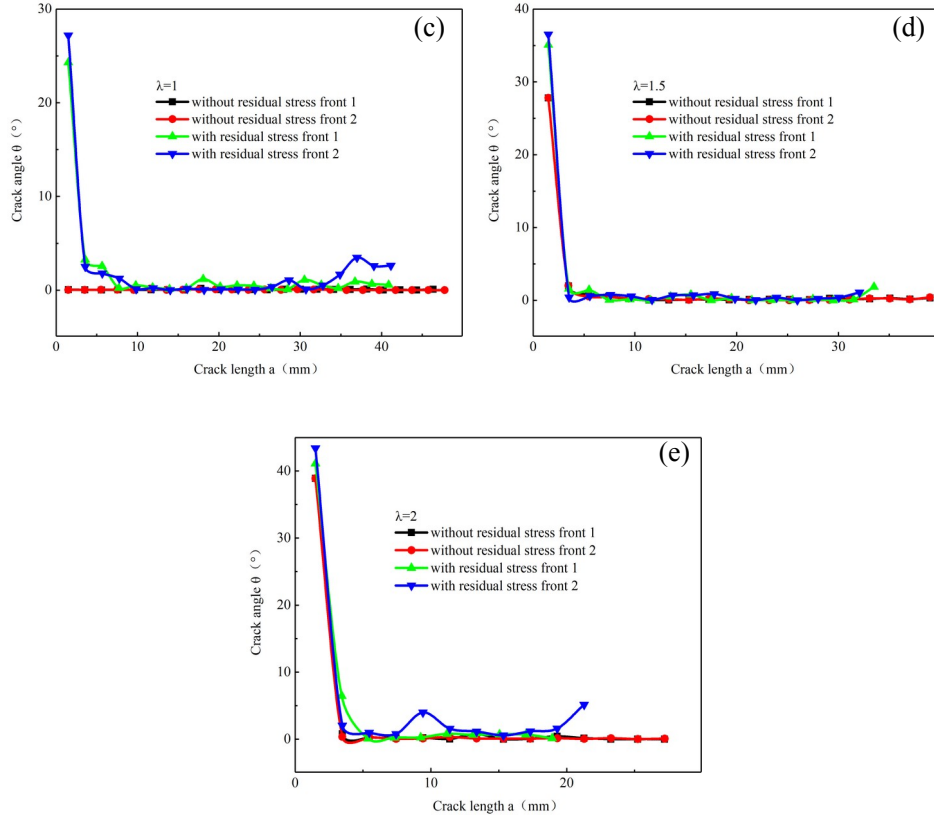 (c)
30
20
10
0
0
10
20
30
40
Crack angle θ（°）
Crack length a（mm）
λ=1
without residual stress front 1
without residual stress front 2
with residual stress front 1
with residual stress front 2
(d)
40
30
20
10
0
0
10
20
30
Crack angle θ（°）
Crack length a（mm）
λ=1.5
without residual stress front 1
without residual stress front 2
with residual stress front 1
with residual stress front 2
(e)
40
30
20
10
0
0
10
20
Crack angle θ（°）
Crack length a（mm）
λ=2
without residual stress front 1
without residual stress front 2
with residual stress front 1
with residual stress front 2